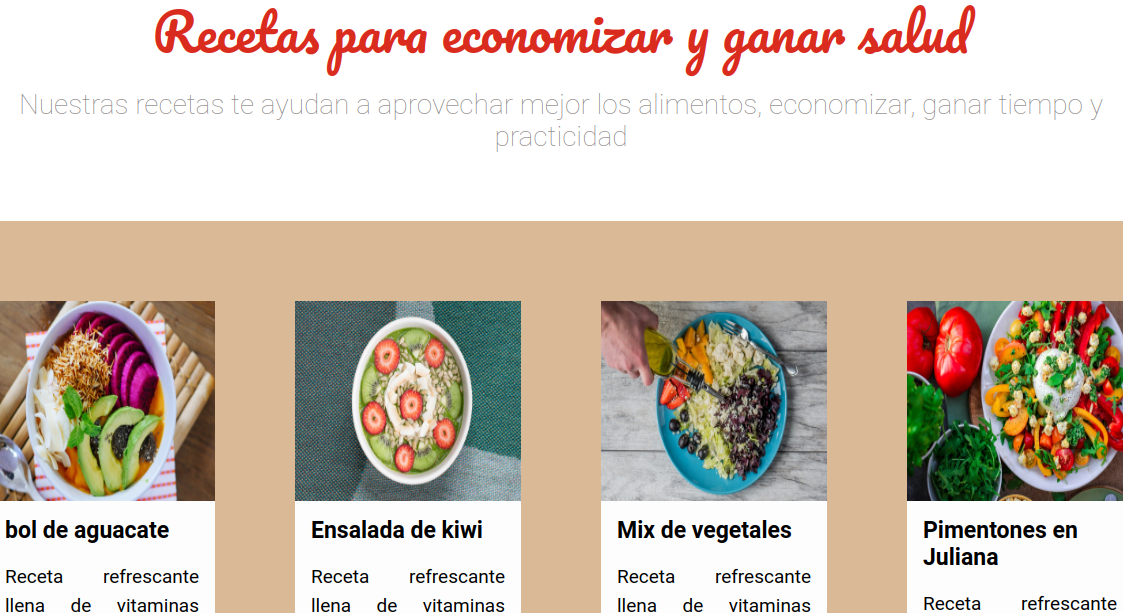 Recetas para economizar y ganar salud
Nuestras recetas te ayudan a aprovechar mejor los alimentos, economizar, ganar tiempo y
practicidad
bol de aguacate
Receta refrescante
llena de vitaminas
Ensalada de kiwi
Receta refrescante
llena de vitaminas
Mix de vegetales
Receta refrescante
llena de vitaminas
Pimentones en
Juliana
Receta refrescante